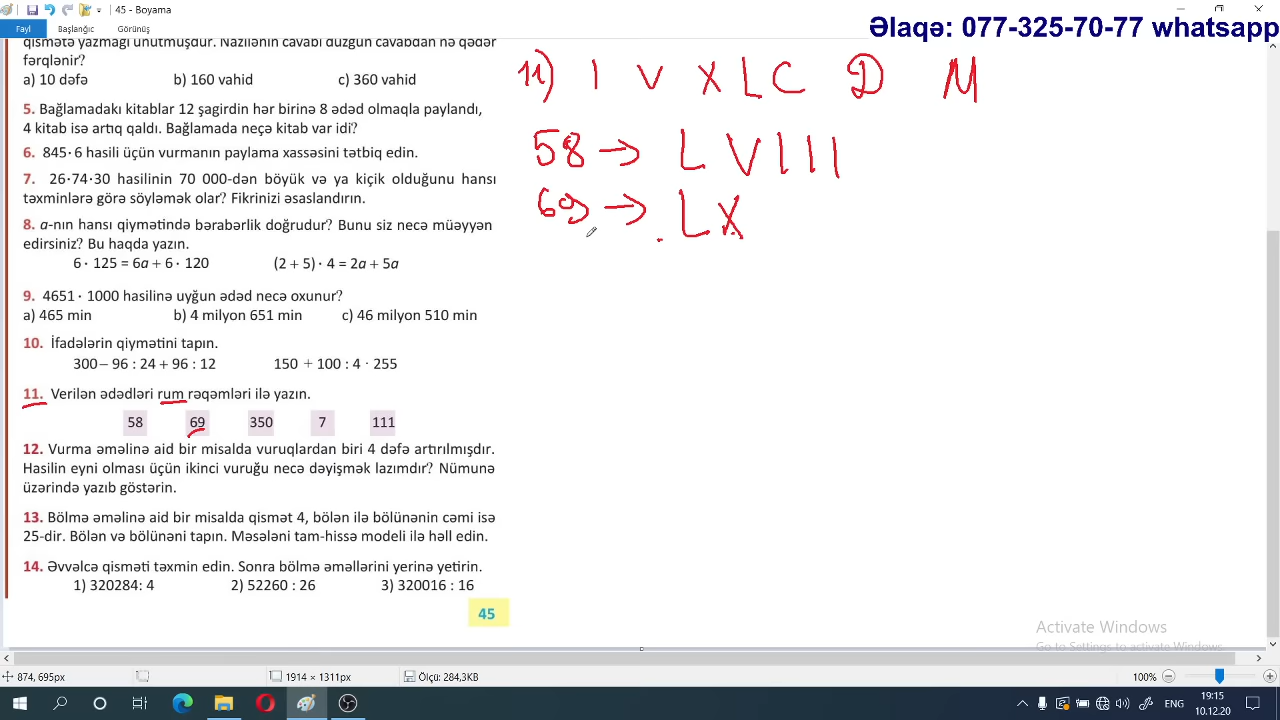 45 - Boyama
Fayl Başlanğıc Görünüş
Əlaqə: 077-325-70-77 whatsapp
qismətə yazmağı unutmuşdur. Nazilənin cavabı düzgün cavabdan nə qədər
fərqlənir?
a) 10 dəfə b) 160 vahid c) 360 vahid
5. Bağlamadakı kitablar 12 şagirdin hər birinə 8 ədəd olmaqla paylandı,
4 kitab isə artıq qaldı. Bağlamada neçə kitab var idi?
6. 845·6 hasili üçün vurmanın paylama xassəsini tətbiq edin.
7. 26·74·30 hasilinin 70 000-dən böyük və ya kiçik olduğunu hansı
təxminlərə görə söyləmək olar? Fikrinizi əsaslandırın.
8. a-nın hansı qiymətində bərabərlik doğrudur? Bunu siz necə müəyyən
edirsiniz? Bu haqda yazın.
6 · 125 = 6a + 6 · 120 (2 + 5) · 4 = 2a + 5a
9. 4651 · 1000 hasilinə uyğun ədəd necə oxunur?
a) 465 min b) 4 milyon 651 min c) 46 milyon 510 min
10. İfadələrin qiymətini tapın.
300 – 96 : 24 + 96 : 12 150 + 100 : 4 · 255
11. Verilən ədədləri rum rəqəmləri ilə yazın.
58 69 350 7 111
12. Vurma əməlinə aid bir misalda vuruqlardan biri 4 dəfə artırılmışdır.
Hasilin eyni olması üçün ikinci vuruğu necə dəyişmək lazımdır? Nümunə
üzərində yazıb göstərin.
13. Bölmə əməlinə aid bir misalda qismət 4, bölən ilə bölünənin cəmi isə
25-dir. Bölən və bölünəni tapın. Məsələni tam-hissə modeli ilə həll edin.
14. Əvvəlcə qisməti təxmin edin. Sonra bölmə əməllərini yerinə yetirin.
1) 320284: 4 2) 52260 : 26 3) 320016 : 16
45
11) I V X L C D M
58 → L V I I I
69 → L X
Activate Windows
Go to Settings to activate Windows.
874, 695px 1914 × 1311px Ölçü: 284,3KB 100%
ENG 19:15
10.12.20